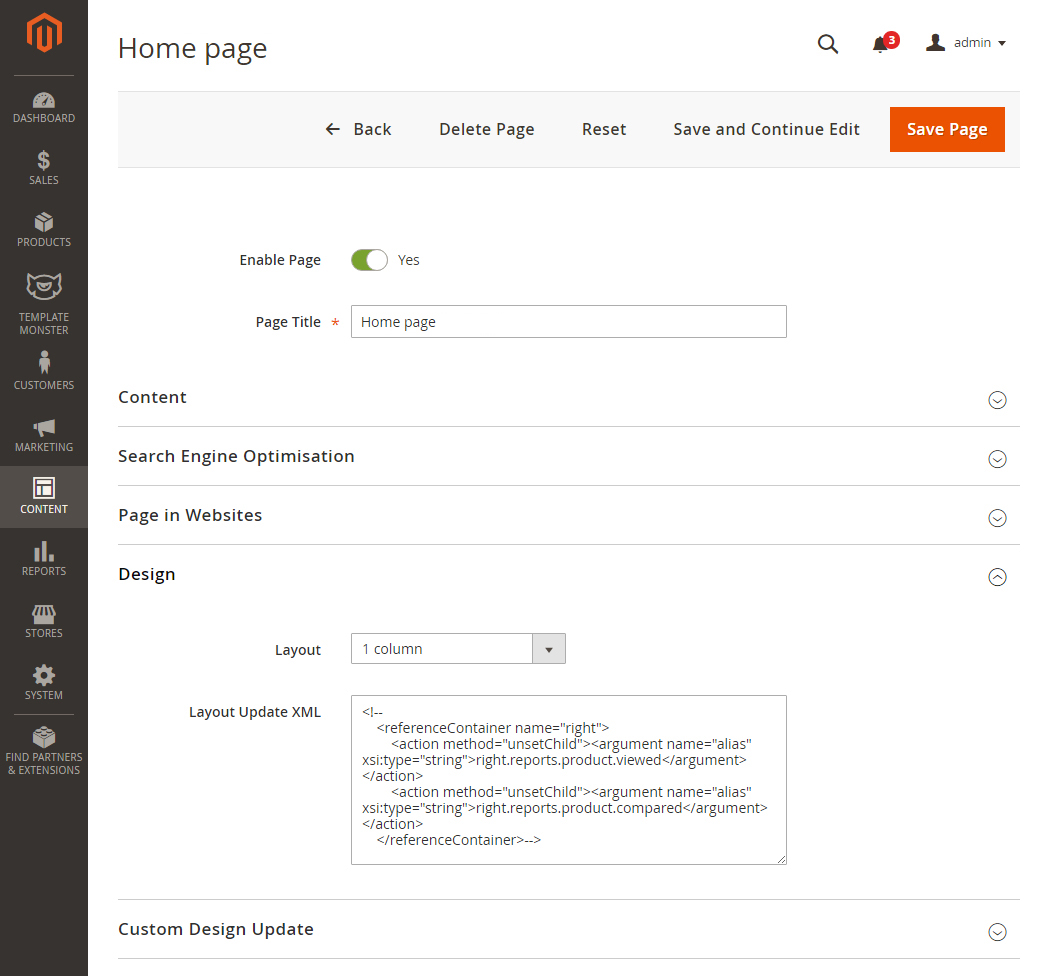 Home page
3
admin
DASHBOARD
SALES
PRODUCTS
TEMPLATE
MONSTER
CUSTOMERS
MARKETING
CONTENT
REPORTS
STORES
SYSTEM
FIND PARTNERS
& EXTENSIONS
Back
Delete Page
Reset
Save and Continue Edit
Save Page
Enable Page
Yes
Page Title *
Home page
Content
Search Engine Optimisation
Page in Websites
Design
Layout
1 column
Layout Update XML
<!--
<referenceContainer name="right">
<action method="unsetChild"><argument name="alias"
xsi:type="string">right.reports.product.viewed</argument>
</action>
<action method="unsetChild"><argument name="alias"
xsi:type="string">right.reports.product.compared</argument>
</action>
</referenceContainer>-->
Custom Design Update